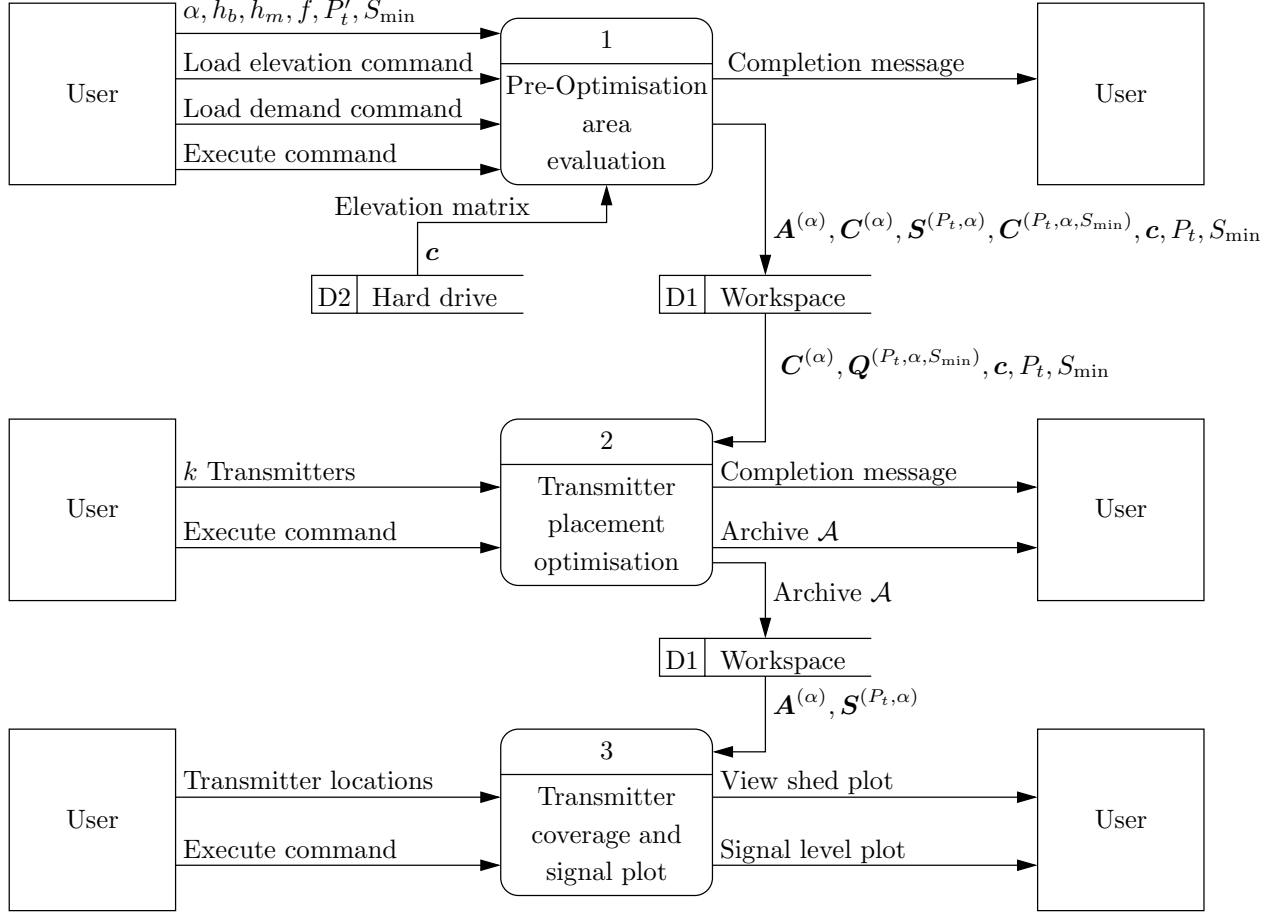 α, h_b, h_m, f, P′_t, S_min
Load elevation command
Load demand command
Execute command
User
1
Pre-Optimisation
area
evaluation
Completion message
User
Elevation matrix
c
D2 Hard drive
A^(α), C^(α), S^(P_t,α), C^(P_t,α,S_min), c, P_t, S_min
D1 Workspace
C^(α), Q^(P_t,α,S_min), c, P_t, S_min
User
k Transmitters
Execute command
2
Transmitter
placement
optimisation
Completion message
Archive 𝒜
User
Archive 𝒜
D1 Workspace
A^(α), S^(P_t,α)
User
Transmitter locations
Execute command
3
Transmitter
coverage and
signal plot
View shed plot
Signal level plot
User